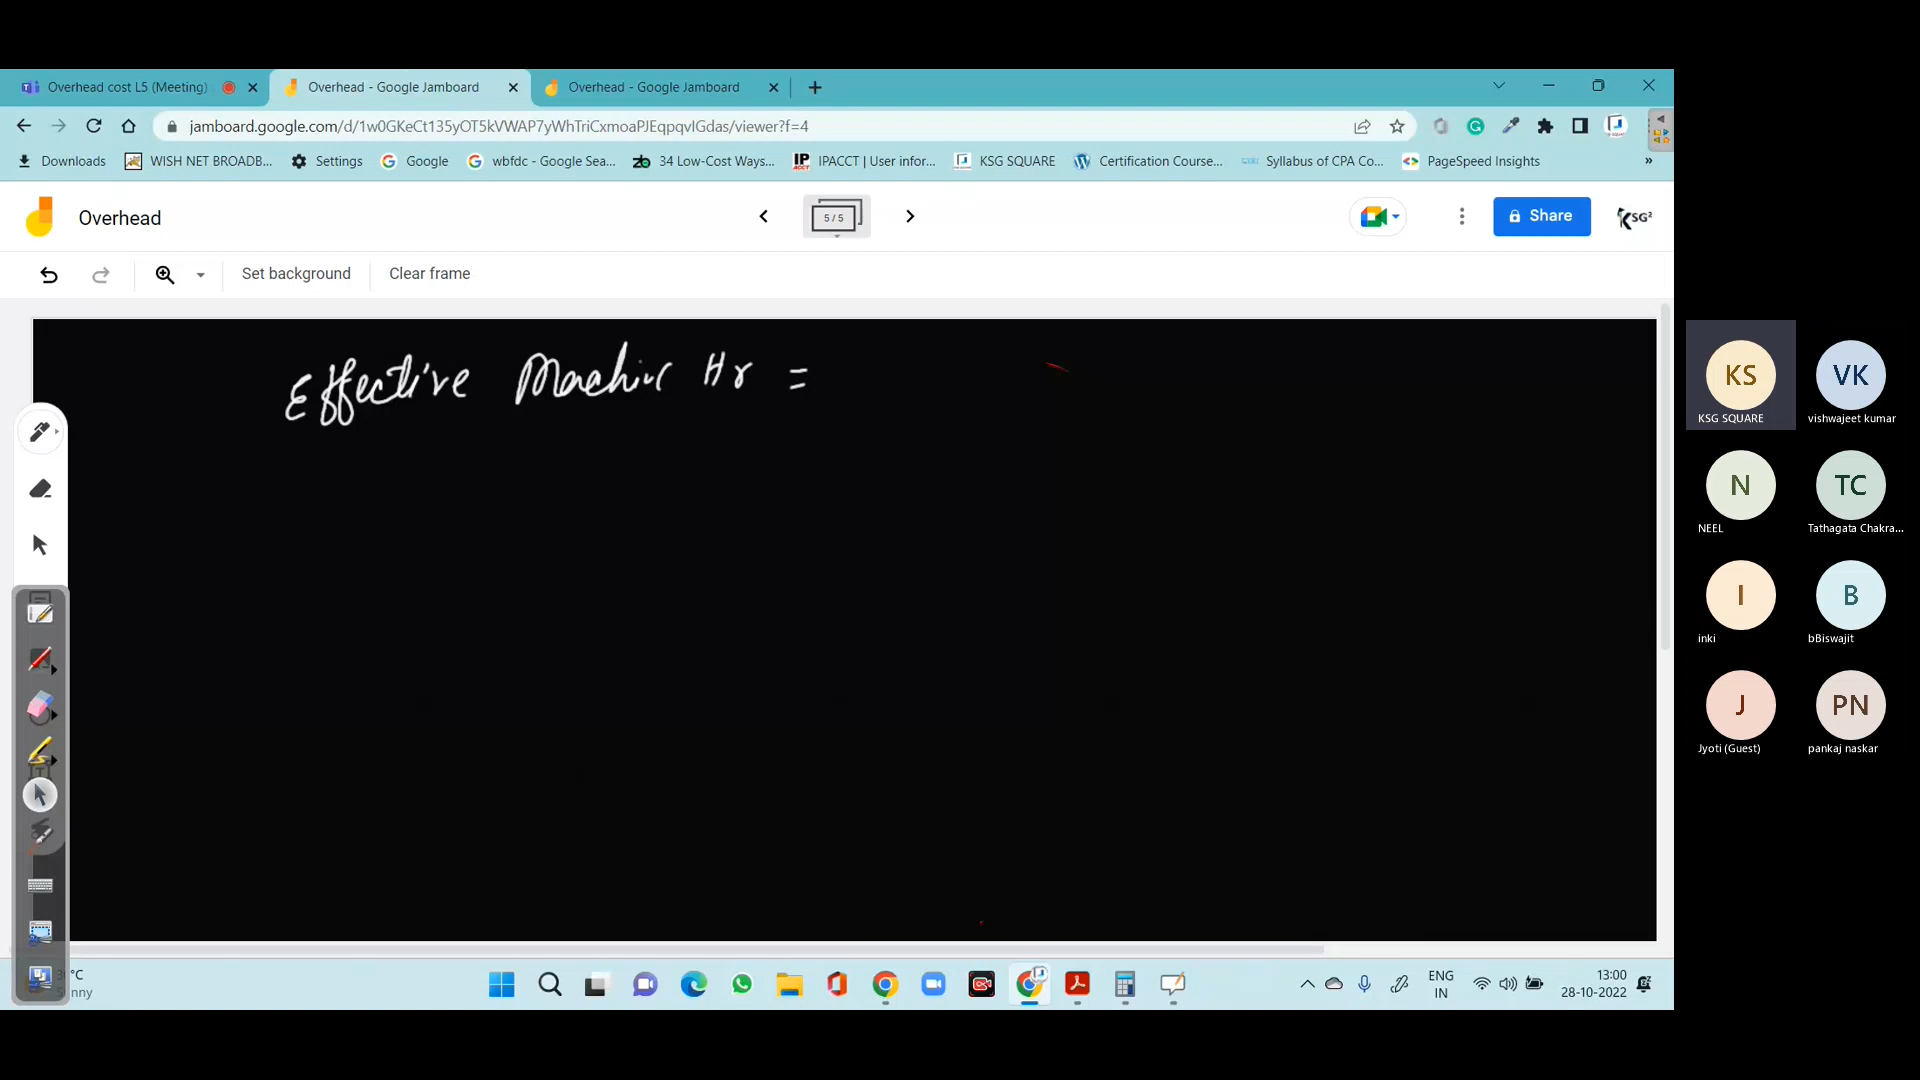 Overhead cost L5 (Meeting)
Overhead - Google Jamboard
Overhead - Google Jamboard
jamboard.google.com/d/1w0GKeCt135yOT5kVWAP7yWhTriCxmoaPJEqpqvIGdas/viewer?f=4
Downloads
WISH NET BROADB...
Settings
Google
wbfdc - Google Sea...
34 Low-Cost Ways...
IPACCT | User infor...
KSG SQUARE
Certification Course...
Syllabus of CPA Co...
PageSpeed Insights
»
Overhead
5 / 5
Share
KSG²
Set background
Clear frame
Effective Machine Hr =
KS
KSG SQUARE
VK
vishwajeet kumar
N
NEEL
TC
Tathagata Chakra...
I
inki
B
bBiswajit
J
Jyoti (Guest)
PN
pankaj naskar
ENG
IN
13:00
28-10-2022